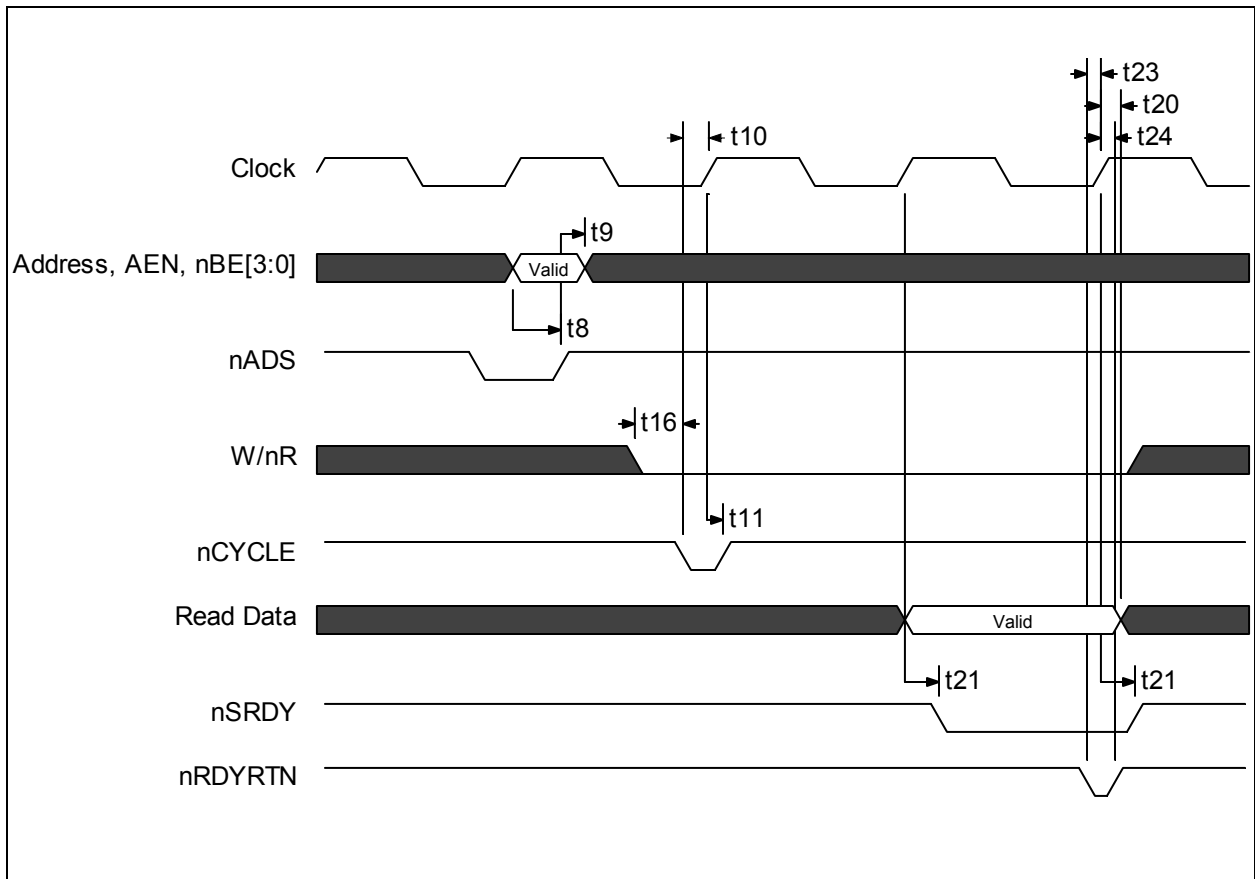 t23
t20
t10
t24
Clock
t9
Address, AEN, nBE[3:0]
Valid
t8
nADS
t16
W/nR
t11
nCYCLE
Read Data
Valid
t21
t21
nSRDY
nRDYRTN